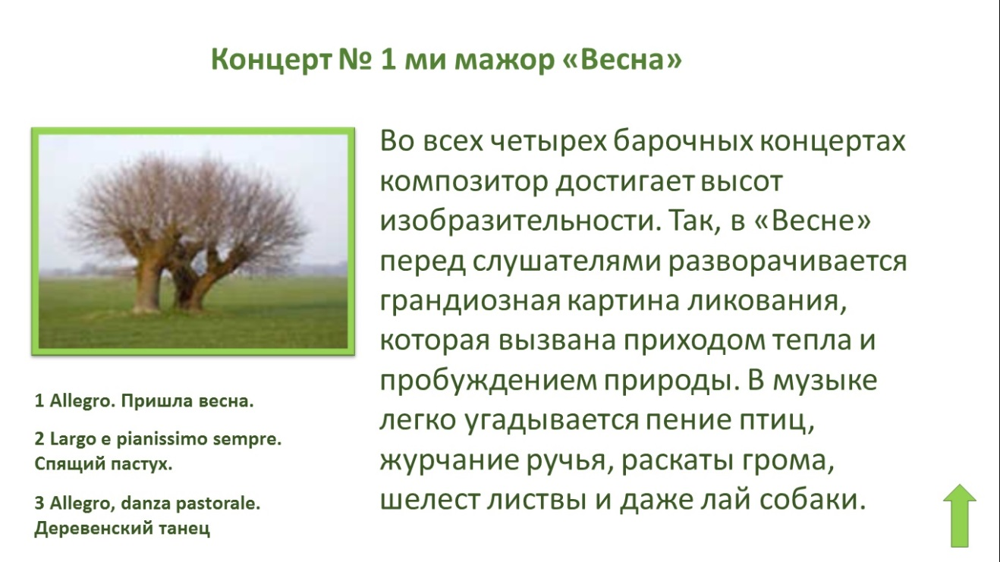 Концерт № 1 ми мажор «Весна»
Во всех четырех барочных концертах
композитор достигает высот
изобразительности. Так, в «Весне»
перед слушателями разворачивается
грандиозная картина ликования,
которая вызвана приходом тепла и
пробуждением природы. В музыке
легко угадывается пение птиц,
журчание ручья, раскаты грома,
шелест листвы и даже лай собаки.
1 Allegro. Пришла весна.
2 Largo e pianissimo sempre.
Спящий пастух.
3 Allegro, danza pastorale.
Деревенский танец